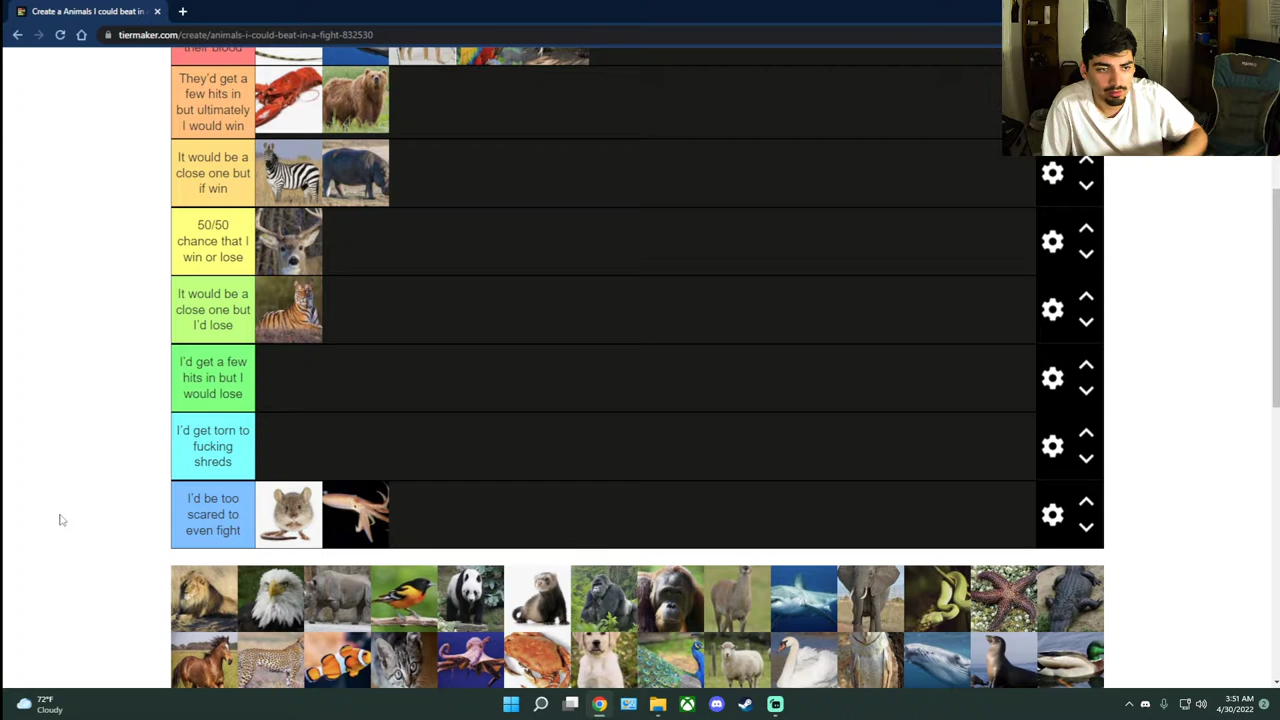 Create a Animals I could beat in a
tiermaker.com/create/animals-i-could-beat-in-a-fight-832530
their blood
They'd get a
few hits in
but ultimately
I would win
It would be a
close one but
if win
50/50
chance that I
win or lose
It would be a
close one but
I'd lose
I'd get a few
hits in but I
would lose
I'd get torn to
fucking
shreds
I'd be too
scared to
even fight
72°F
Cloudy
3:51 AM
4/30/2022